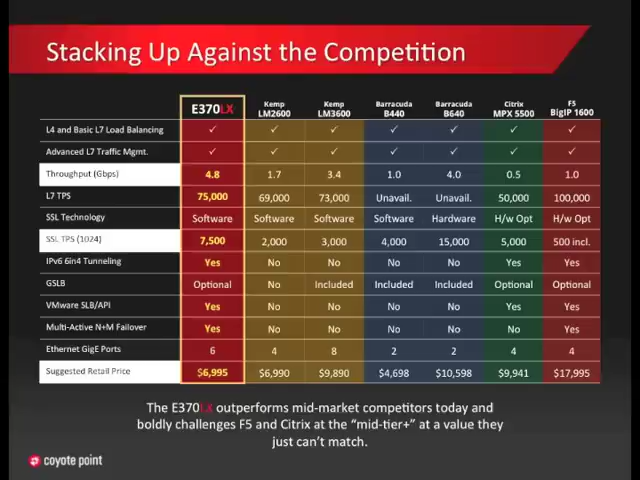 Stacking Up Against the Competition
E370LX Kemp LM2600 Kemp LM3600 Barracuda B440 Barracuda B640 Citrix MPX 5500 F5 BigIP 1600
L4 and Basic L7 Load Balancing ✓ ✓ ✓ ✓ ✓ ✓ ✓
Advanced L7 Traffic Mgmt. ✓ ✓ ✓ ✓ ✓ ✓ ✓
Throughput (Gbps) 4.8 1.7 3.4 1.0 4.0 0.5 1.0
L7 TPS 75,000 69,000 73,000 Unavail. Unavail. 50,000 100,000
SSL Technology Software Software Software Software Hardware H/w Opt H/w Opt
SSL TPS (1024) 7,500 2,000 3,000 4,000 15,000 5,000 500 incl.
IPv6 6in4 Tunneling Yes No No No No Yes Yes
GSLB Optional No Included Included Included Optional Optional
VMware SLB/API Yes No No No No Yes Yes
Multi-Active N+M Failover Yes No No No No No Yes
Ethernet GigE Ports 6 4 8 2 2 4 4
Suggested Retail Price $6,995 $6,990 $9,890 $4,698 $10,598 $9,941 $17,995
The E370LX outperforms mid-market competitors today and
boldly challenges F5 and Citrix at the “mid-tier+” at a value they
just can’t match.
coyote point